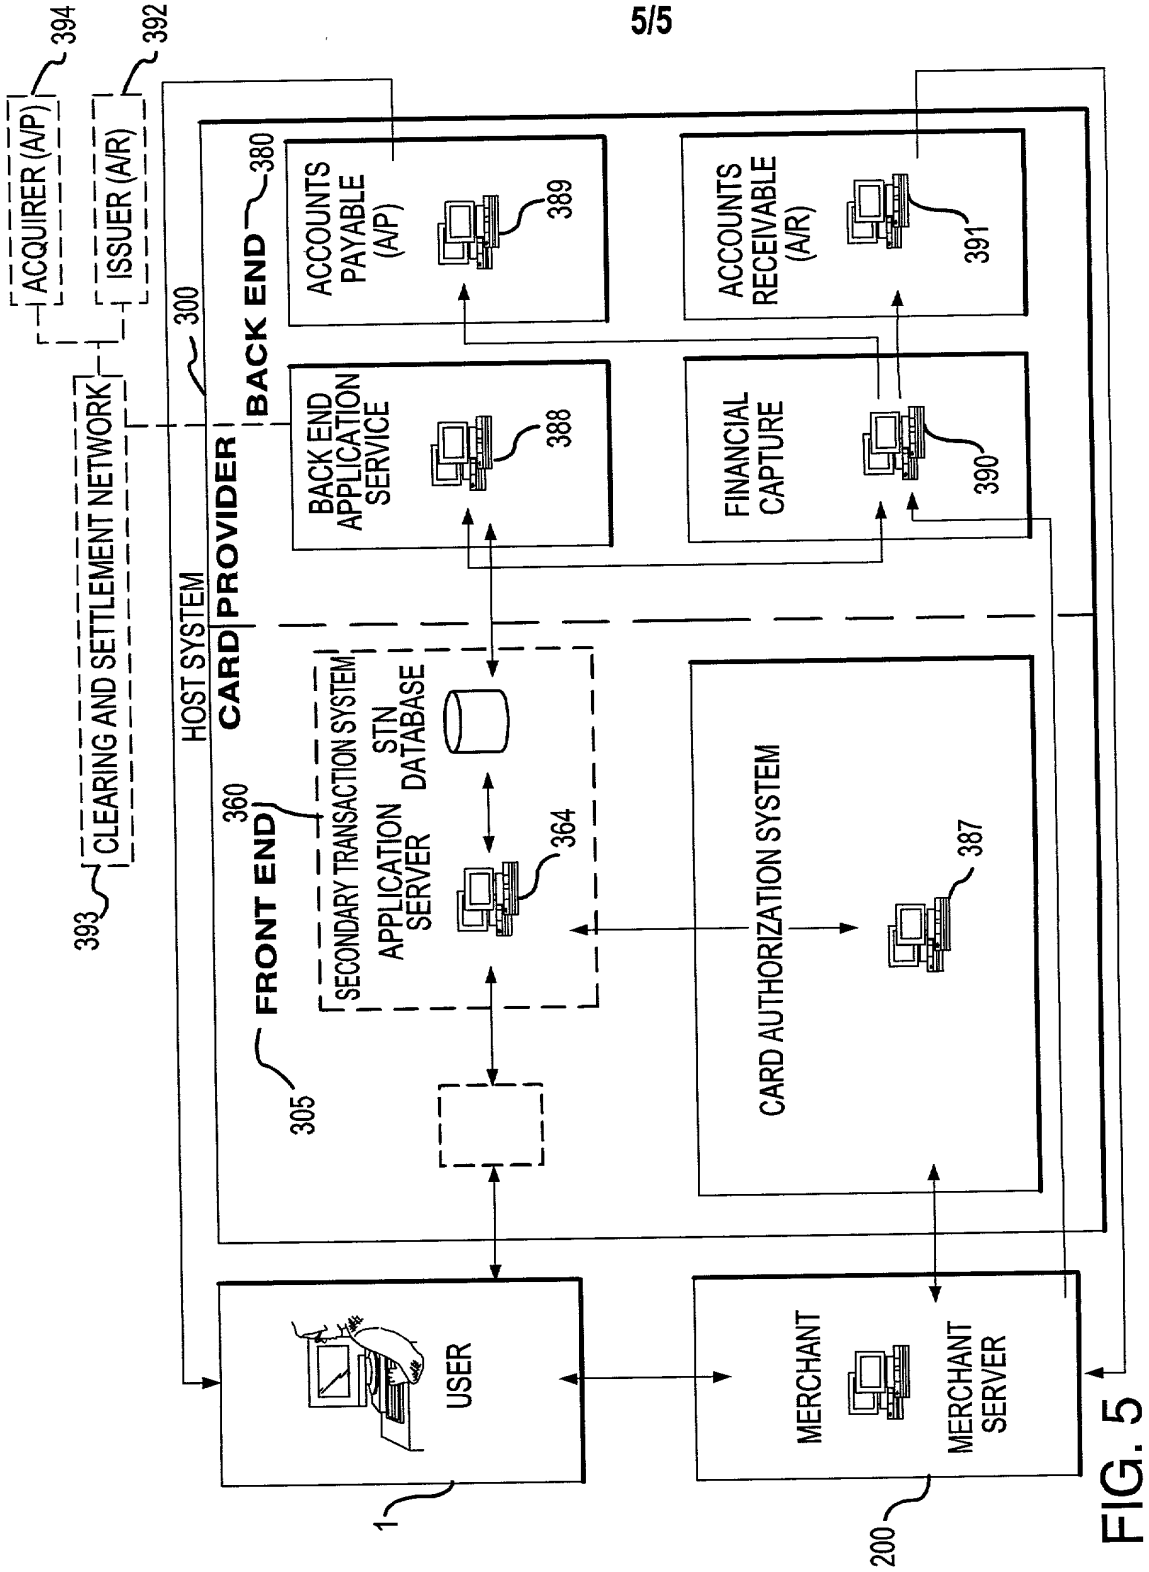 5/5
394
ACQUIRER (A/P)
392
ISSUER (A/R)
393
CLEARING AND SETTLEMENT NETWORK
300
HOST SYSTEM
CARD PROVIDER
BACK END
380
FRONT END
305
360
SECONDARY TRANSACTION SYSTEM
APPLICATION
SERVER
STN
DATABASE
364
BACK END
APPLICATION
SERVICE
388
ACCOUNTS
PAYABLE
(A/P)
389
CARD AUTHORIZATION SYSTEM
387
FINANCIAL
CAPTURE
390
ACCOUNTS
RECEIVABLE
(A/R)
391
USER
1
MERCHANT
MERCHANT
SERVER
200
FIG. 5